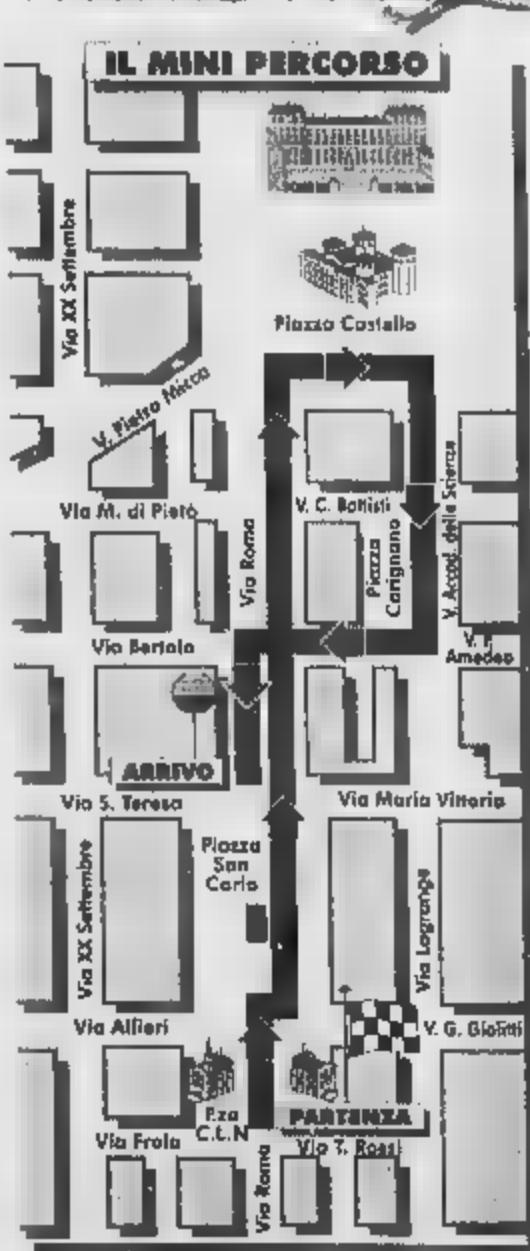 IL MINI PERCORSO
Via XX Settembre
Piazza Castello
V. Pietro Micca
Via M. di Pietà
Via Roma
V. C. Battisti
Piazza
Carignano
V. Accad. delle Scienze
Via Bertola
V. P.
Amedeo
ARRIVO
Via S. Teresa
Via Maria Vittoria
Piazza
San
Carlo
Via XX Settembre
Via Lagrange
Via Alfieri
V. G. Giolitti
P.za
C.L.N
PARTENZA
Via Frola
Via T. Rossi
Via Roma